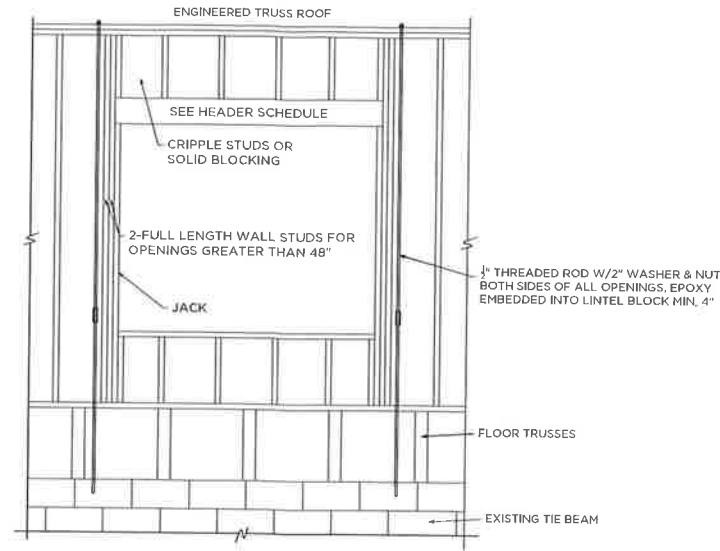 ENGINEERED TRUSS ROOF
SEE HEADER SCHEDULE
CRIPPLE STUDS OR
SOLID BLOCKING
2-FULL LENGTH WALL STUDS FOR
OPENINGS GREATER THAN 48"
JACK
½" THREADED ROD W/2" WASHER & NUT
BOTH SIDES OF ALL OPENINGS, EPOXY
EMBEDDED INTO LINTEL BLOCK MIN, 4"
FLOOR TRUSSES
EXISTING TIE BEAM